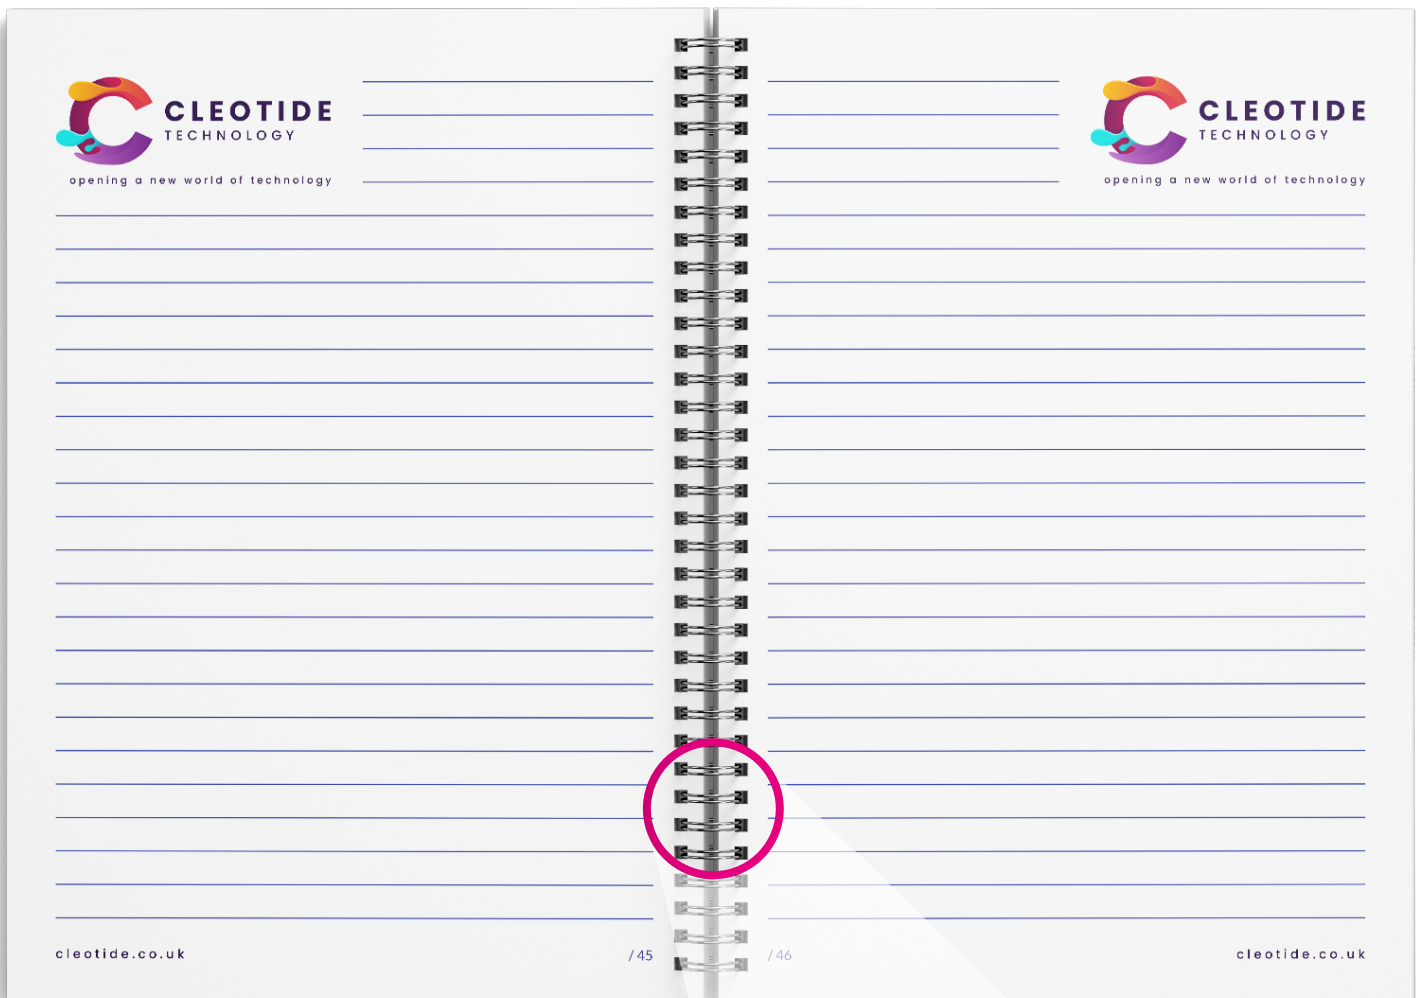 CLEOTIDE
TECHNOLOGY
opening a new world of technology
cleotide.co.uk
/ 45
CLEOTIDE
TECHNOLOGY
opening a new world of technology
/ 46
cleotide.co.uk